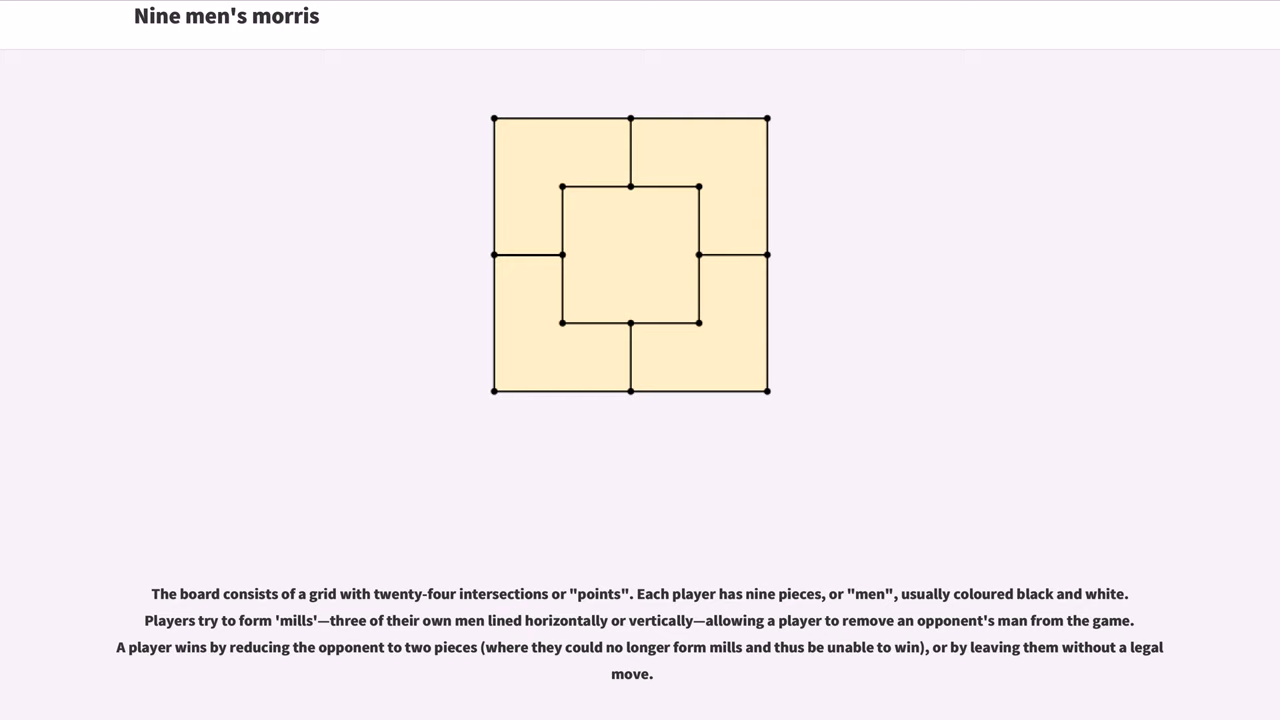 Nine men's morris
The board consists of a grid with twenty-four intersections or "points". Each player has nine pieces, or "men", usually coloured black and white.
Players try to form 'mills'—three of their own men lined horizontally or vertically—allowing a player to remove an opponent's man from the game.
A player wins by reducing the opponent to two pieces (where they could no longer form mills and thus be unable to win), or by leaving them without a legal
move.